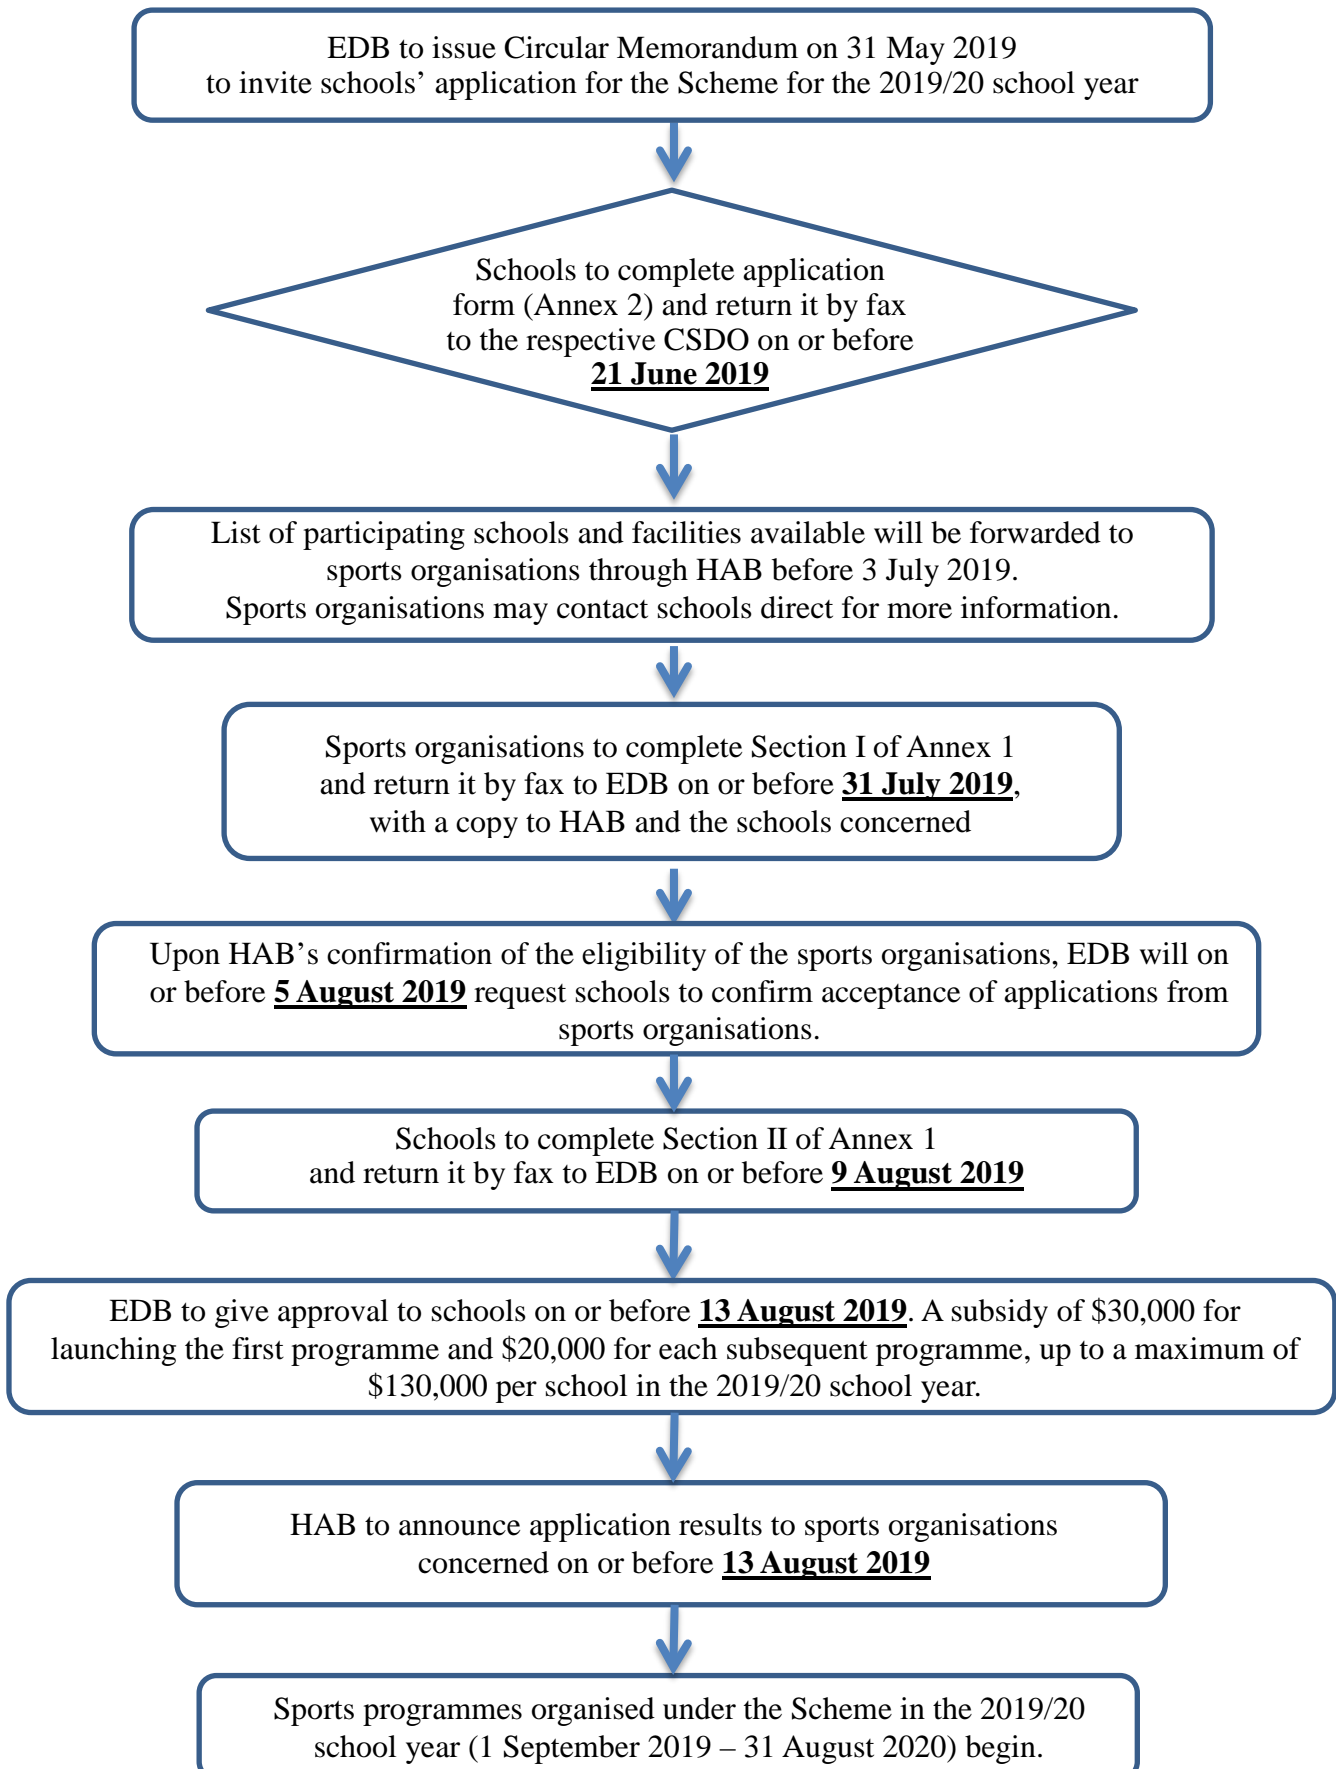 EDB to issue Circular Memorandum on 31 May 2019
to invite schools’ application for the Scheme for the 2019/20 school year
Schools to complete application
form (Annex 2) and return it by fax
to the respective CSDO on or before
21 June 2019
List of participating schools and facilities available will be forwarded to
sports organisations through HAB before 3 July 2019.
Sports organisations may contact schools direct for more information.
Sports organisations to complete Section I of Annex 1
and return it by fax to EDB on or before 31 July 2019,
with a copy to HAB and the schools concerned
Upon HAB’s confirmation of the eligibility of the sports organisations, EDB will on
or before 5 August 2019 request schools to confirm acceptance of applications from
sports organisations.
Schools to complete Section II of Annex 1
and return it by fax to EDB on or before 9 August 2019
EDB to give approval to schools on or before 13 August 2019. A subsidy of $30,000 for
launching the first programme and $20,000 for each subsequent programme, up to a maximum of
$130,000 per school in the 2019/20 school year.
HAB to announce application results to sports organisations
concerned on or before 13 August 2019
Sports programmes organised under the Scheme in the 2019/20
school year (1 September 2019 – 31 August 2020) begin.